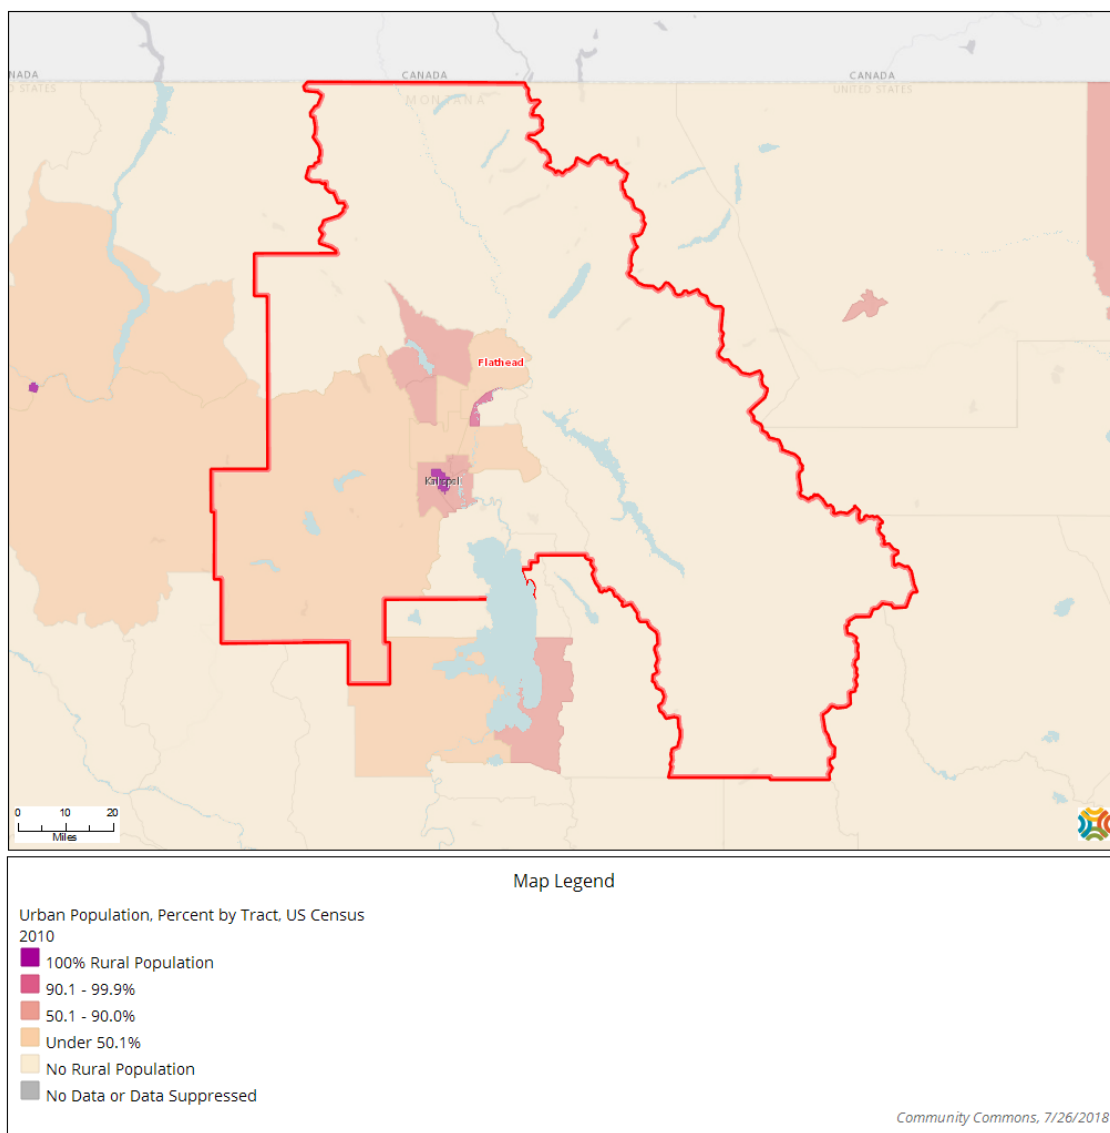 NADA
CANADA
CANADA
D STATES
MONTANA
UNITED STATES
Flathead
0 10 20
Miles
Map Legend
Urban Population, Percent by Tract, US Census
2010
100% Rural Population
90.1 - 99.9%
50.1 - 90.0%
Under 50.1%
No Rural Population
No Data or Data Suppressed
Community Commons, 7/26/2018